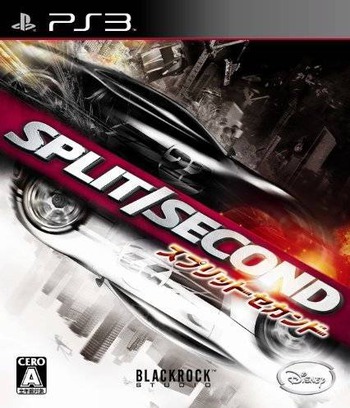 PS3
SPLIT/SECOND
スプリットセカンド
CERO
A
BLACKROCK
STUDIO
Disney